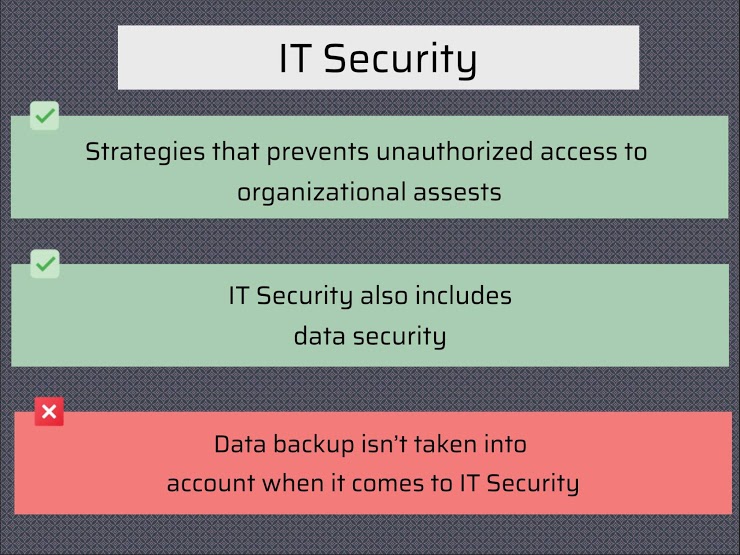 IT Security
Strategies that prevents unauthorized access to
organizational assests
IT Security also includes
data security
Data backup isn't taken into
account when it comes to IT Security